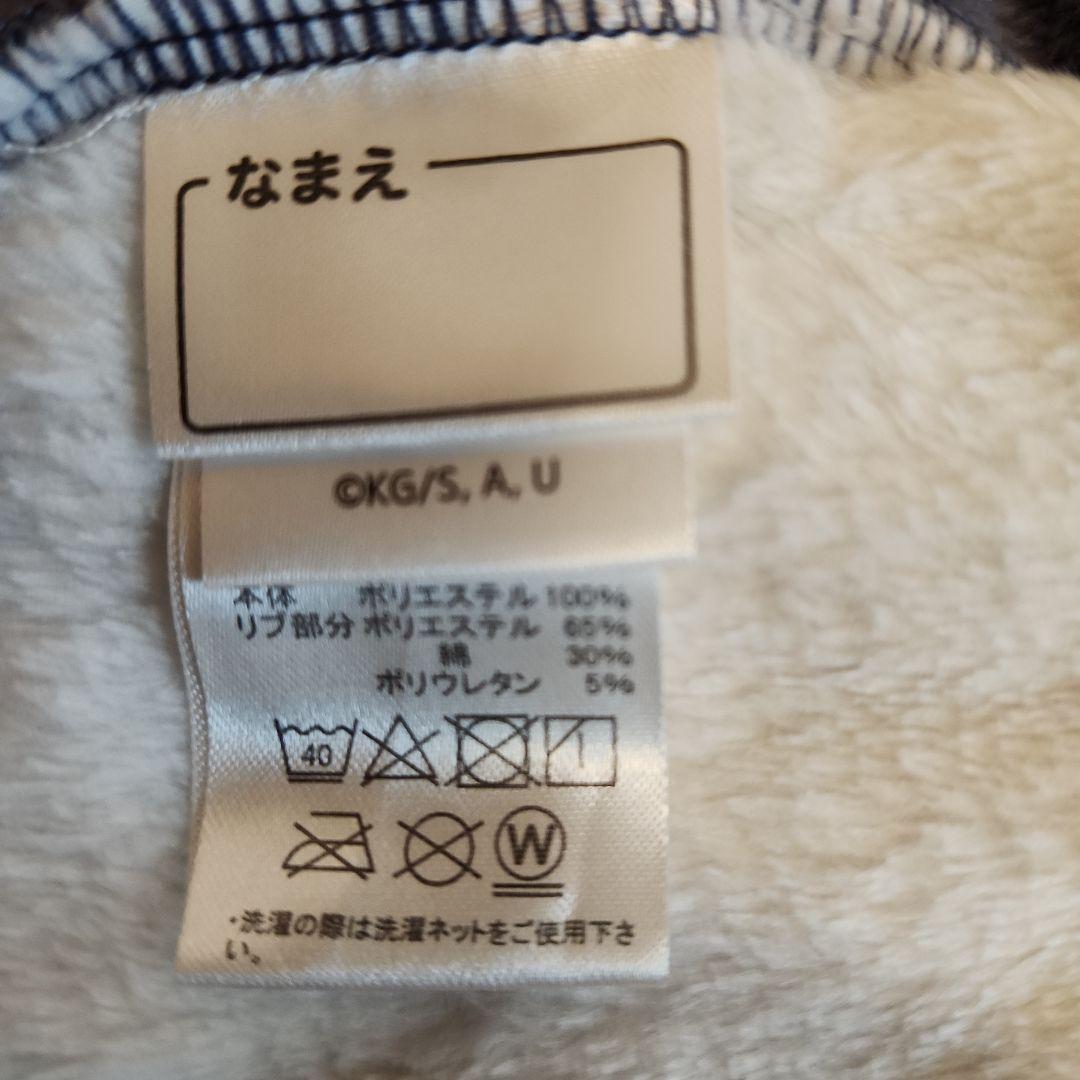 なまえ
©KG/S, A, U
本体 ポリエステル 100%
リブ部分 ポリエステル 65%
綿 30%
ポリウレタン 5%
40
W
・洗濯の際は洗濯ネットをご使用下さ
い。